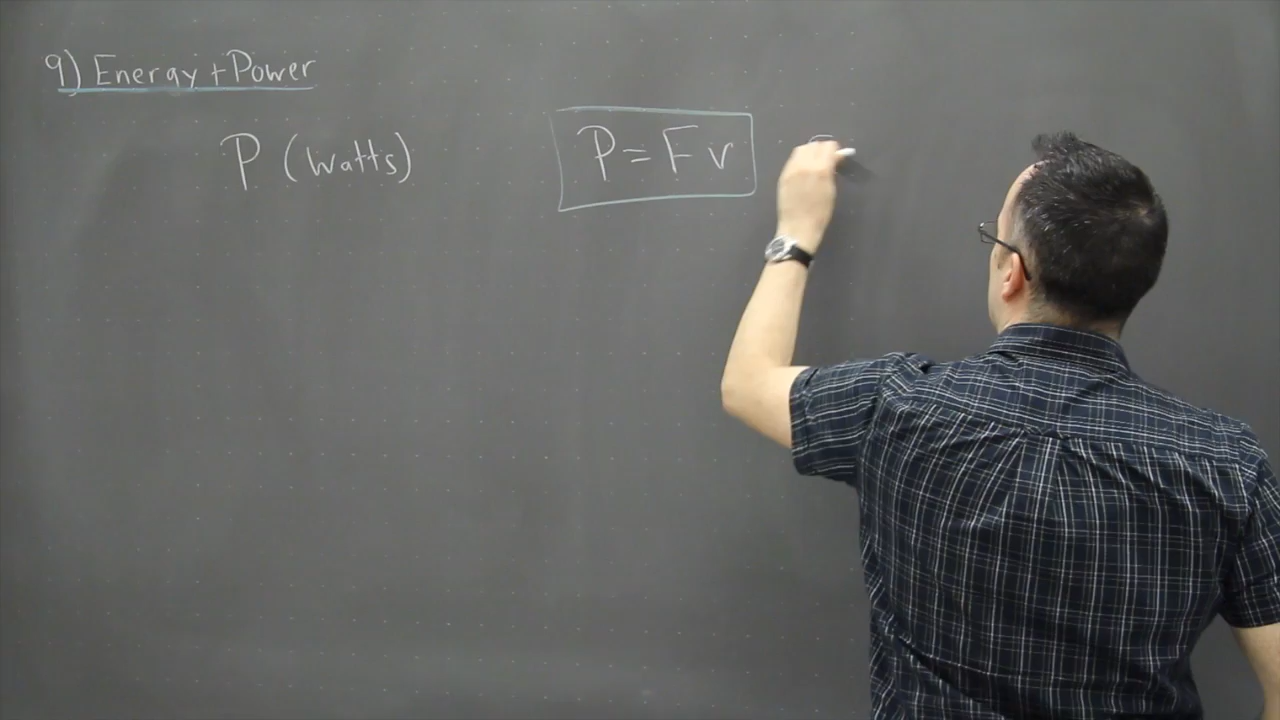 9) Energy + Power
P (watts)
P = Fv